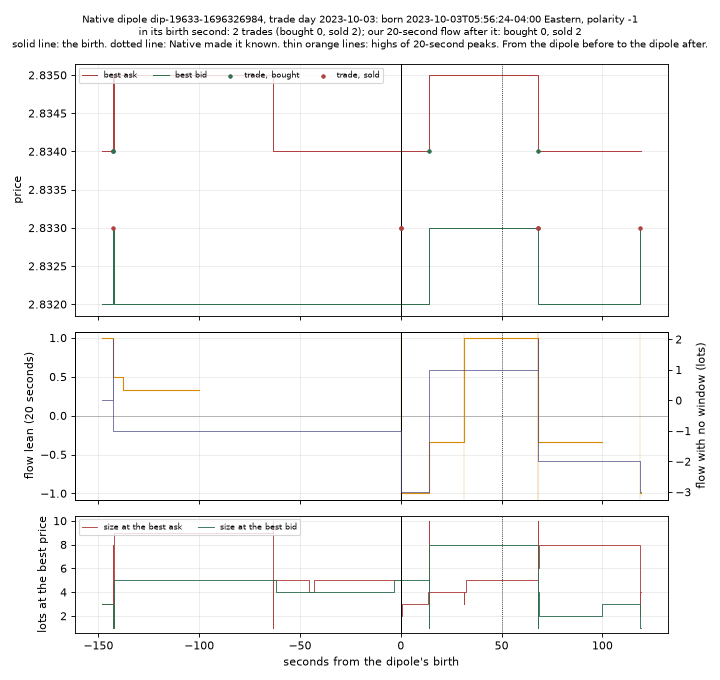 Native dipole dip-19633-1696326984, trade day 2023-10-03: born 2023-10-03T05:56:24-04:00 Eastern, polarity -1
in its birth second: 2 trades (bought 0, sold 2); our 20-second flow after it: bought 0, sold 2
solid line: the birth. dotted line: Native made it known. thin orange lines: highs of 20-second peaks. From the dipole before to the dipole after.
best ask
best bid
trade, bought
trade, sold
2.8350
2.8345
2.8340
2.8335
2.8330
2.8325
2.8320
price
1.0
0.5
0.0
−0.5
−1.0
flow lean (20 seconds)
2
1
0
−1
−2
−3
flow with no window (lots)
size at the best ask
size at the best bid
10
8
6
4
2
lots at the best price
−150
−100
−50
0
50
100
seconds from the dipole's birth